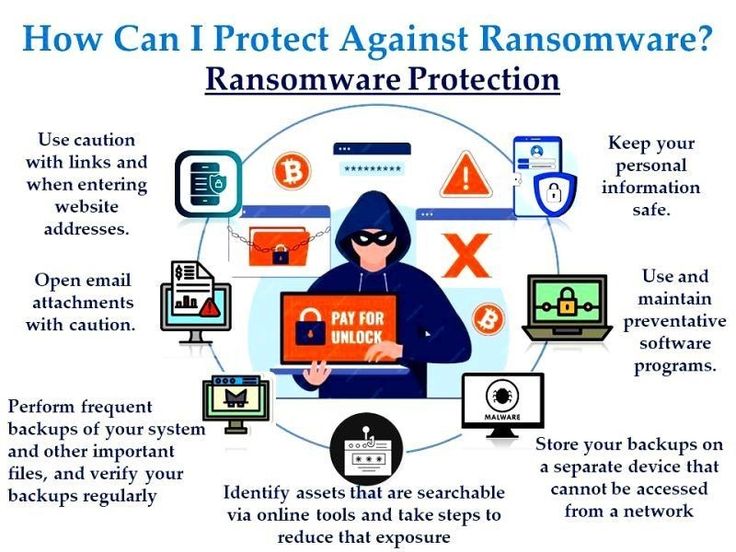 How Can I Protect Against Ransomware?
Ransomware Protection
Use caution
with links and
when entering
website
addresses.
Keep your
personal
information
safe.
Open email
attachments
with caution.
PAY FOR
UNLOCK
Use and
maintain
preventative
software
programs.
MALWARE
Perform frequent
backups of your system
and other important
files, and verify your
backups regularly
Identify assets that are searchable
via online tools and take steps to
reduce that exposure
Store your backups on
a separate device that
cannot be accessed
from a network